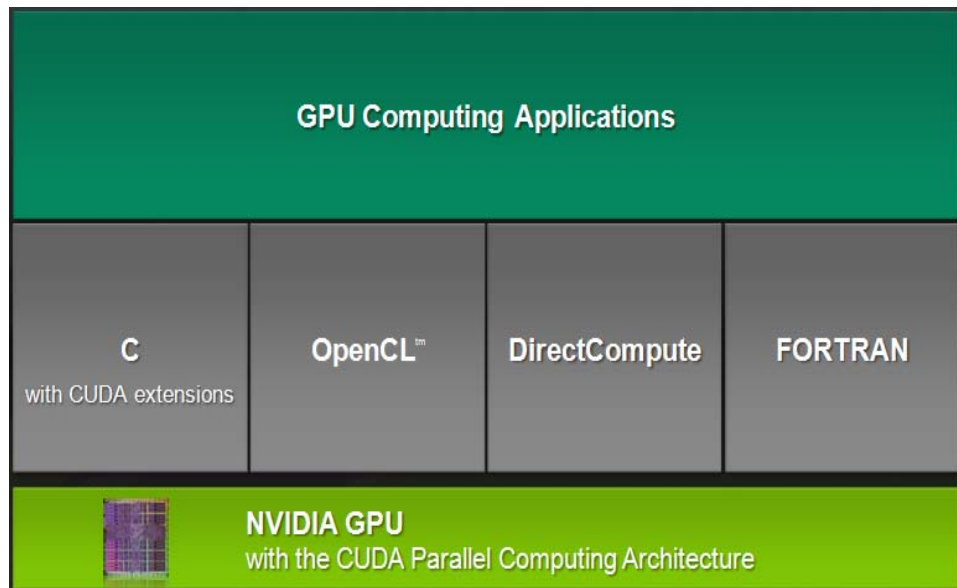 GPU Computing Applications
C
with CUDA extensions
OpenCL™
DirectCompute
FORTRAN
NVIDIA GPU
with the CUDA Parallel Computing Architecture